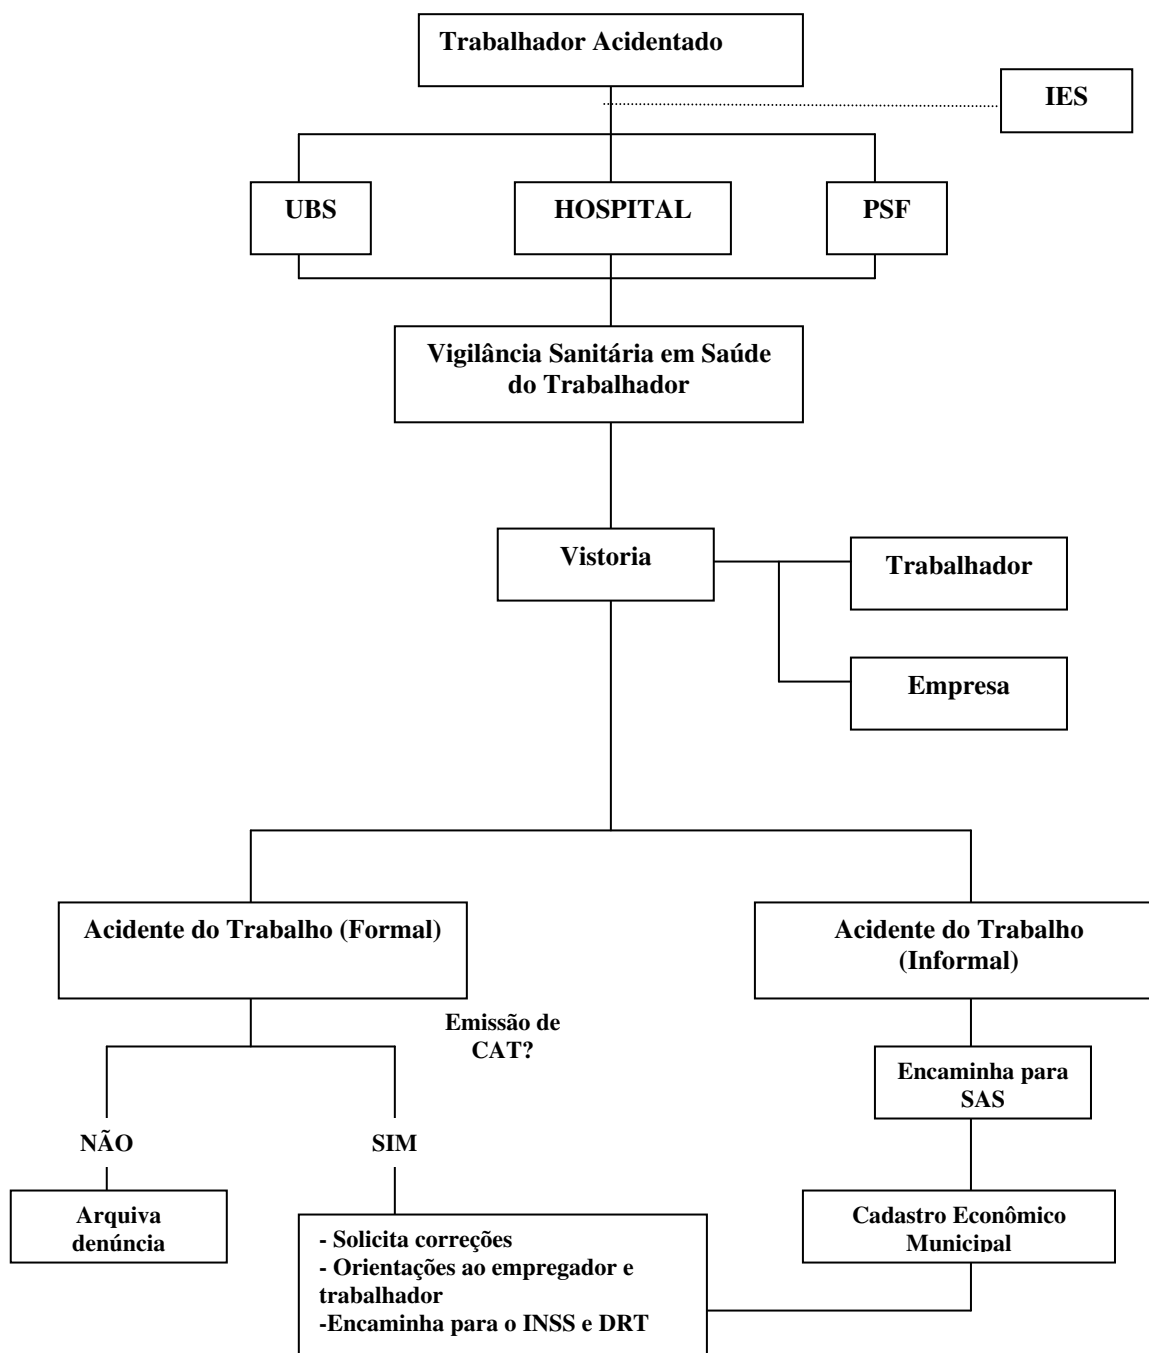 Trabalhador Acidentado
IES
UBS
HOSPITAL
PSF
Vigilância Sanitária em Saúde
do Trabalhador
Vistoria
Trabalhador
Empresa
Acidente do Trabalho (Formal)
Acidente do Trabalho
(Informal)
Emissão de
CAT?
Encaminha para
SAS
NÃO
SIM
Arquiva
denúncia
Cadastro Econômico
Municipal
- Solicita correções
- Orientações ao empregador e
trabalhador
-Encaminha para o INSS e DRT